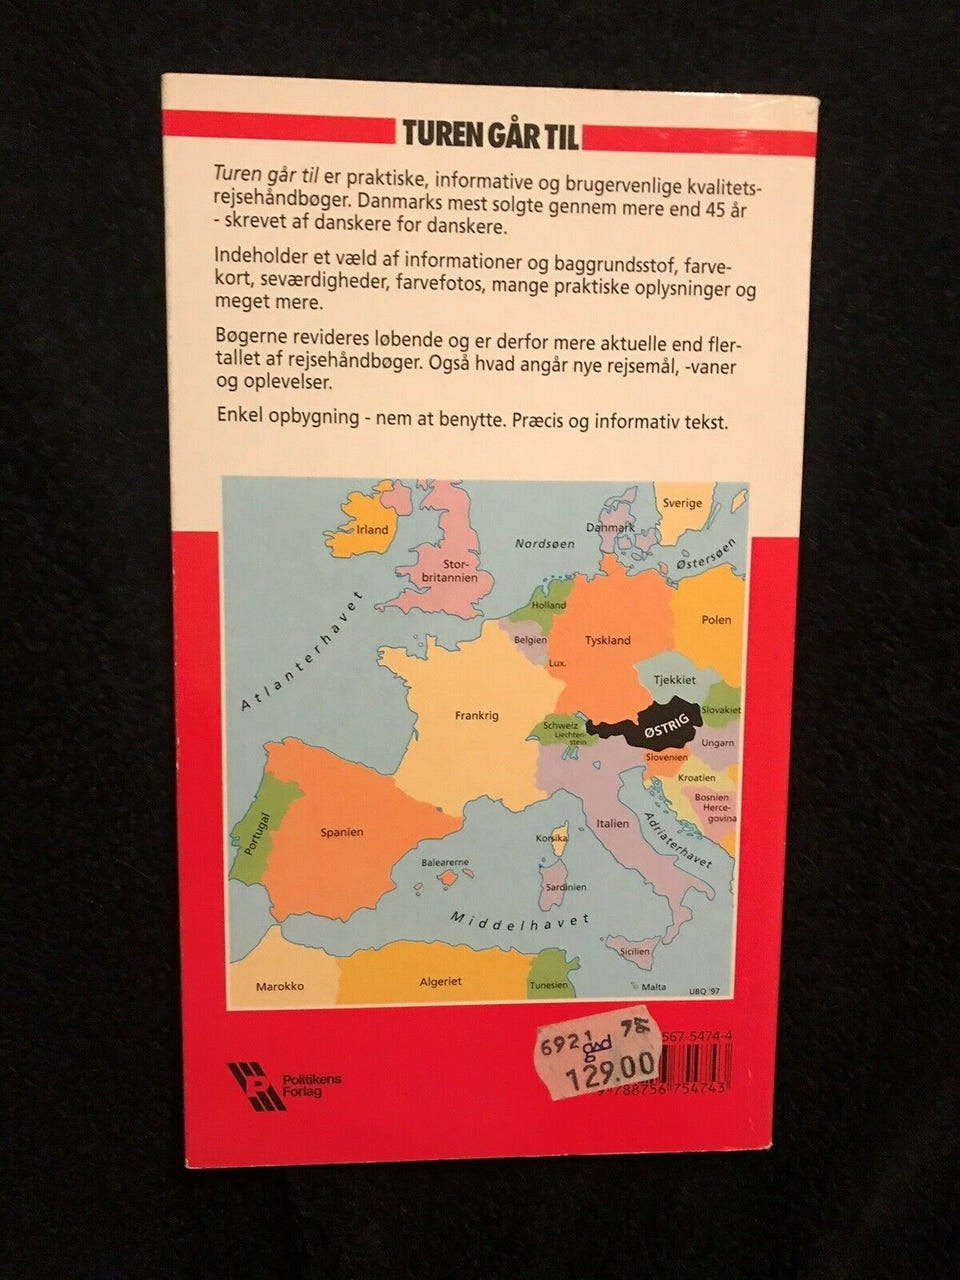 TUREN GÅR TIL
Turen går til er praktiske, informative og brugervenlige kvalitets-
rejsehåndbøger. Danmarks mest solgte gennem mere end 45 år
- skrevet af danskere for danskere.
Indeholder et væld af informationer og baggrundsstof, farve-
kort, seværdigheder, farvefotos, mange praktiske oplysninger og
meget mere.
Bøgerne revideres løbende og er derfor mere aktuelle end fler-
tallet af rejsehåndbøger. Også hvad angår nye rejsemål, -vaner
og oplevelser.
Enkel opbygning - nem at benytte. Præcis og informativ tekst.
Sverige
Irland
Danmark
Nordsøen
Østersøen
Stor-
britannien
Atlanterhavet
Holland
Polen
Belgien
Tyskland
Lux.
Tjekkiet
Frankrig
Slovakiet
Schweiz
Liechten-
stein
ØSTRIG
Ungarn
Slovenien
Kroatien
Bosnien
Herce-
govina
Portugal
Spanien
Italien
Adriaterhavet
Korsika
Balearerne
Sardinien
Middelhavet
Sicilien
Marokko
Algeriet
Tunesien
Malta
UBQ '97
6921
gsd
129.00
567-5474-4
9 788756 754743
Politikens
Forlag